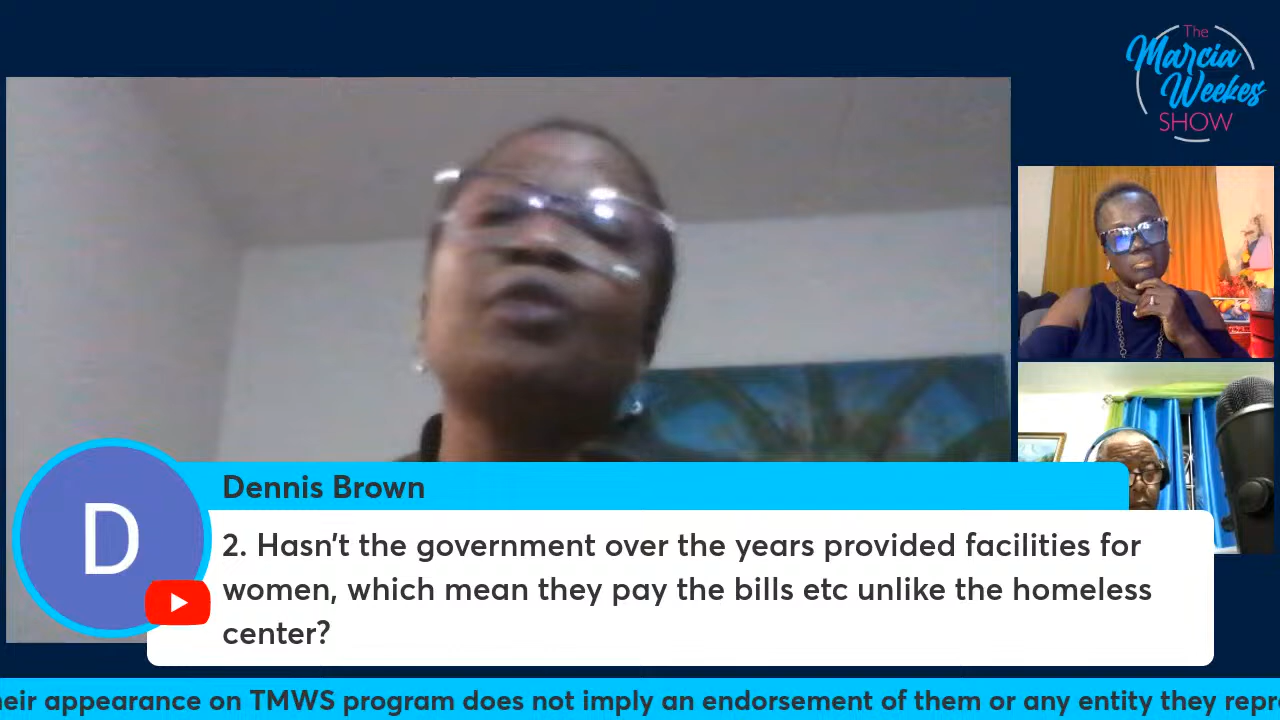 The
Marcia
Weekes
SHOW
D
Dennis Brown
2. Hasn't the government over the years provided facilities for
women, which mean they pay the bills etc unlike the homeless
center?
eir appearance on TMWS program does not imply an endorsement of them or any entity they repr